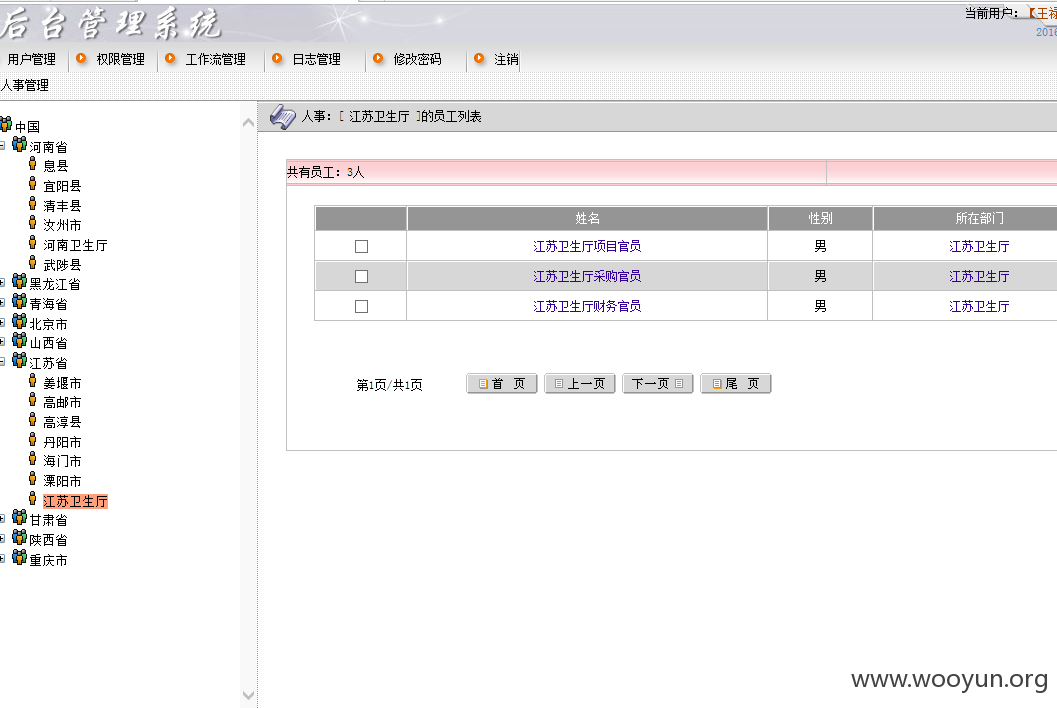 后台管理系统
当前用户：【王禄
2016
用户管理 权限管理 工作流管理 日志管理 修改密码 注销
人事管理
中国
河南省
息县
宜阳县
清丰县
汝州市
河南卫生厅
武陟县
黑龙江省
青海省
北京市
山西省
江苏省
姜堰市
高邮市
高淳县
丹阳市
海门市
溧阳市
江苏卫生厅
甘肃省
陕西省
重庆市
人事：[ 江苏卫生厅 ]的员工列表
共有员工：3人
姓名 性别 所在部门
江苏卫生厅项目官员 男 江苏卫生厅
江苏卫生厅采购官员 男 江苏卫生厅
江苏卫生厅财务官员 男 江苏卫生厅
第1页/共1页 首 页 上一页 下一页 尾 页
www.wooyun.org